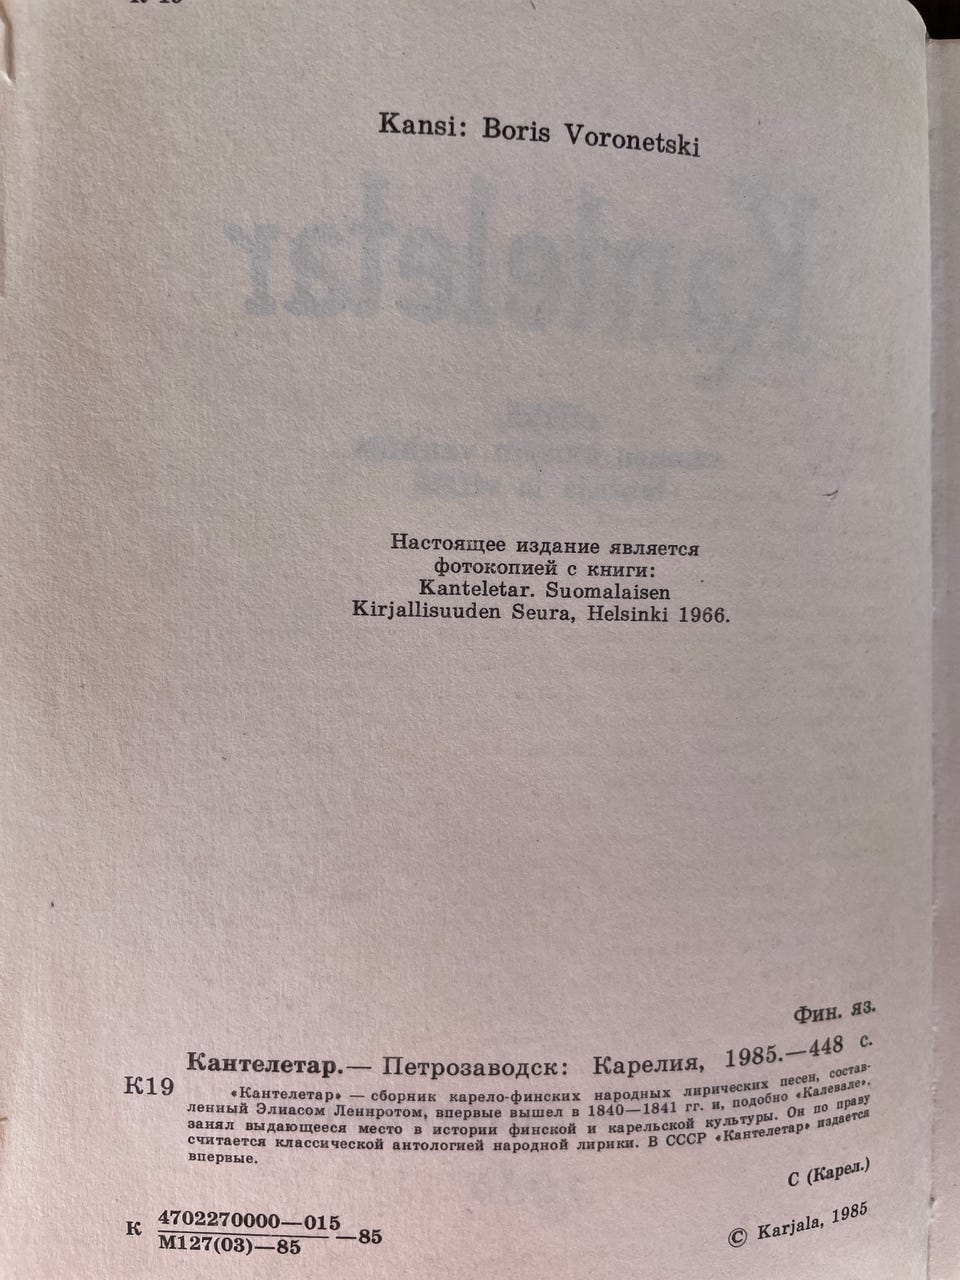 Kansi: Boris Voronetski
Настоящее издание является
фотокопией с книги:
Kanteletar. Suomalaisen
Kirjallisuuden Seura, Helsinki 1966.
Фин. яз.
Кантелетар.— Петрозаводск: Карелия, 1985.—448 с.
К19
«Кантелетар» — сборник карело-финских народных лирических песен, состав-
ленный Элиасом Леннротом, впервые вышел в 1840—1841 гг. и, подобно «Калевале»,
занял выдающееся место в истории финской и карельской культуры. Он по праву
считается классической антологией народной лирики. В СССР «Кантелетар» издается
впервые.
С (Карел.)
К 4702270000—015
М127(03)—85 —85
© Karjala, 1985